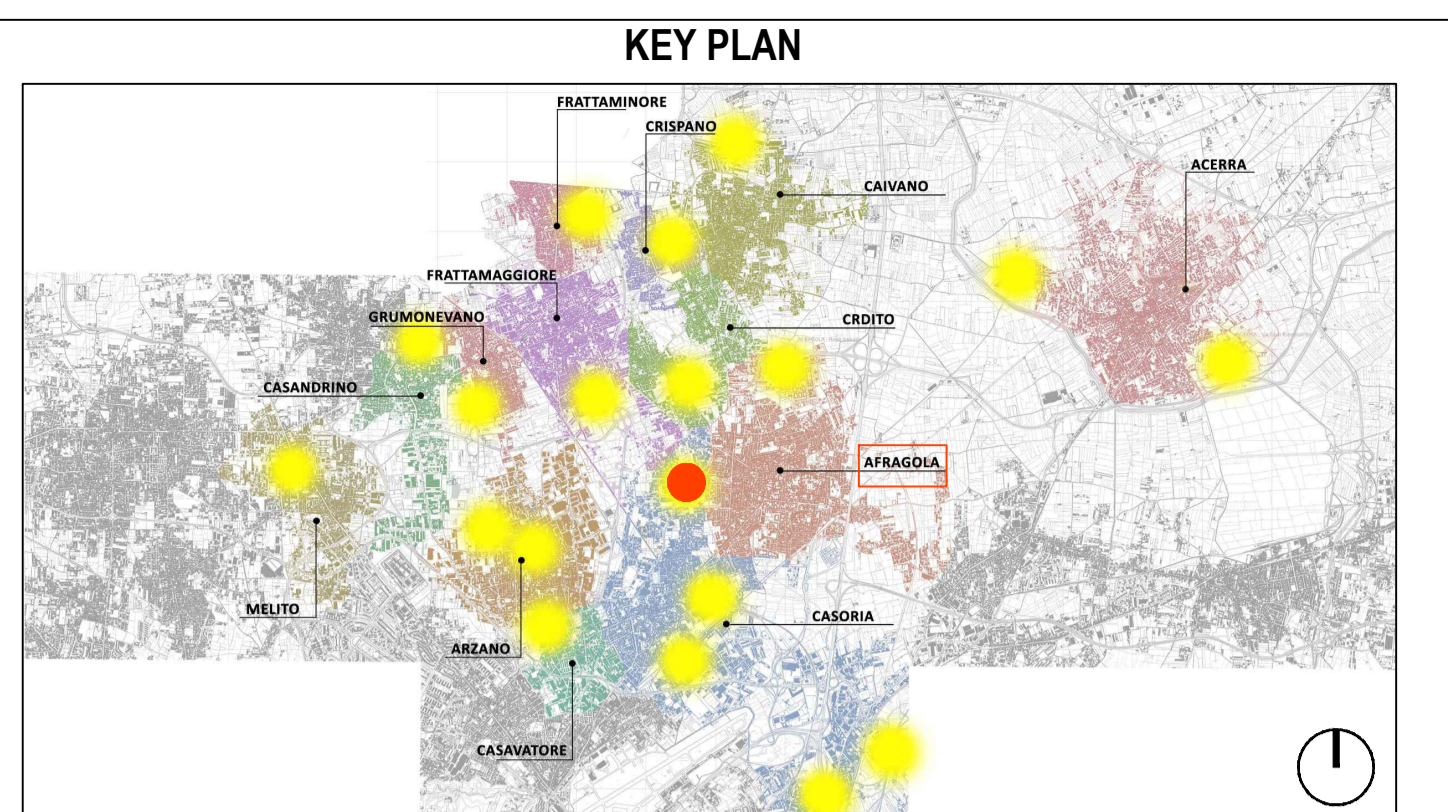 KEY PLAN
FRATTAMINORE
CRISPANO
ACERRA
CAIVANO
FRATTAMAGGIORE
GRUMONEVANO
CRDITO
CASANDRINO
AFRAGOLA
MELITO
CASORIA
ARZANO
CASAVATORE